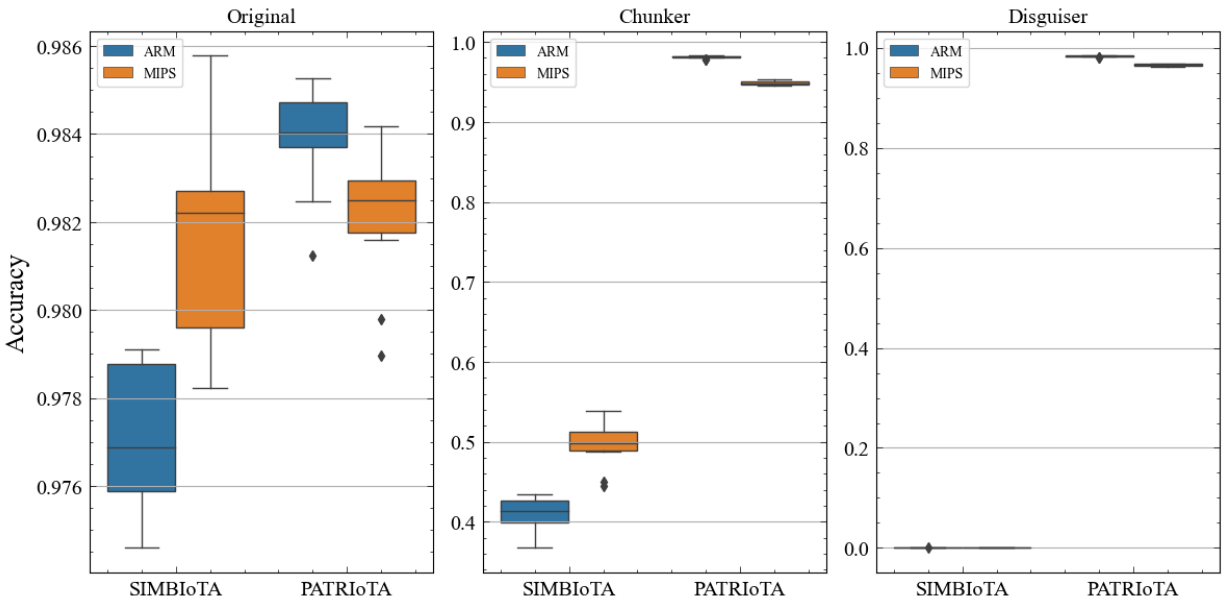 Original
Chunker
Disguiser
Accuracy
0.986
0.984
0.982
0.980
0.978
0.976
ARM
MIPS
SIMBIoTA
PATRIoTA
1.0
0.9
0.8
0.7
0.6
0.5
0.4
ARM
MIPS
SIMBIoTA
PATRIoTA
1.0
0.8
0.6
0.4
0.2
0.0
ARM
MIPS
SIMBIoTA
PATRIoTA